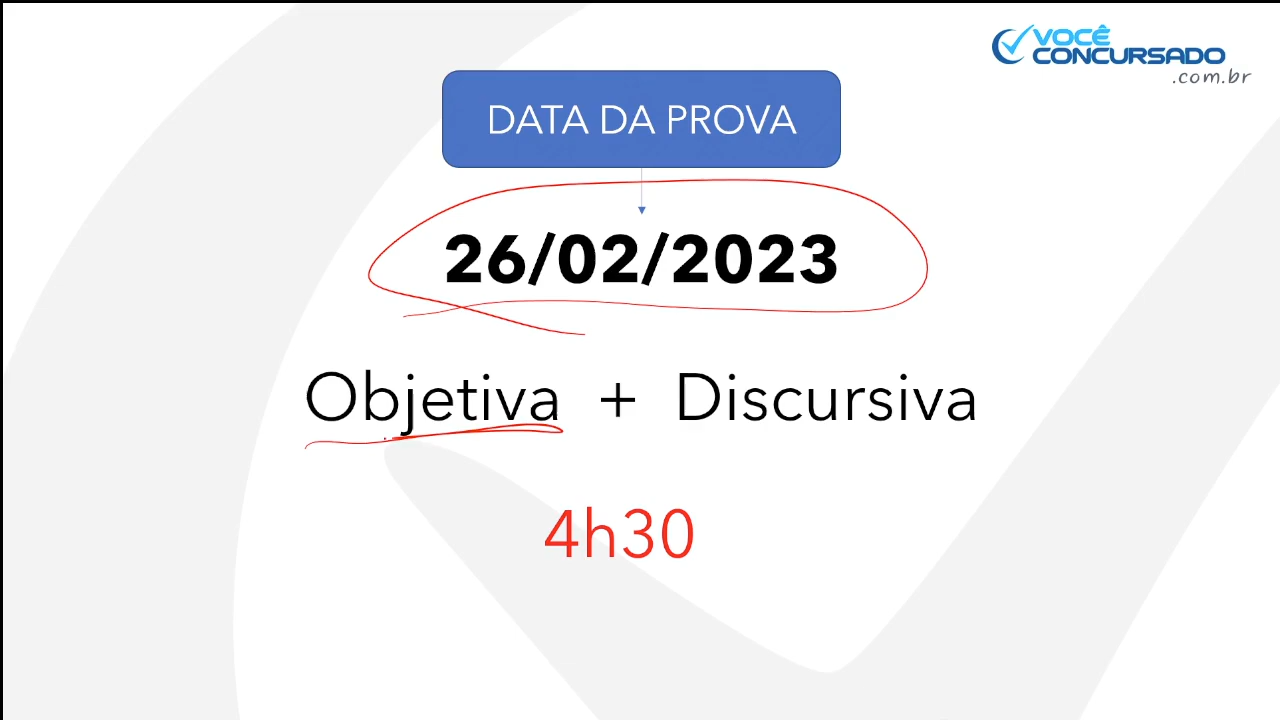 VOCÊ
CONCURSADO
.com.br
DATA DA PROVA
26/02/2023
Objetiva + Discursiva
4h30